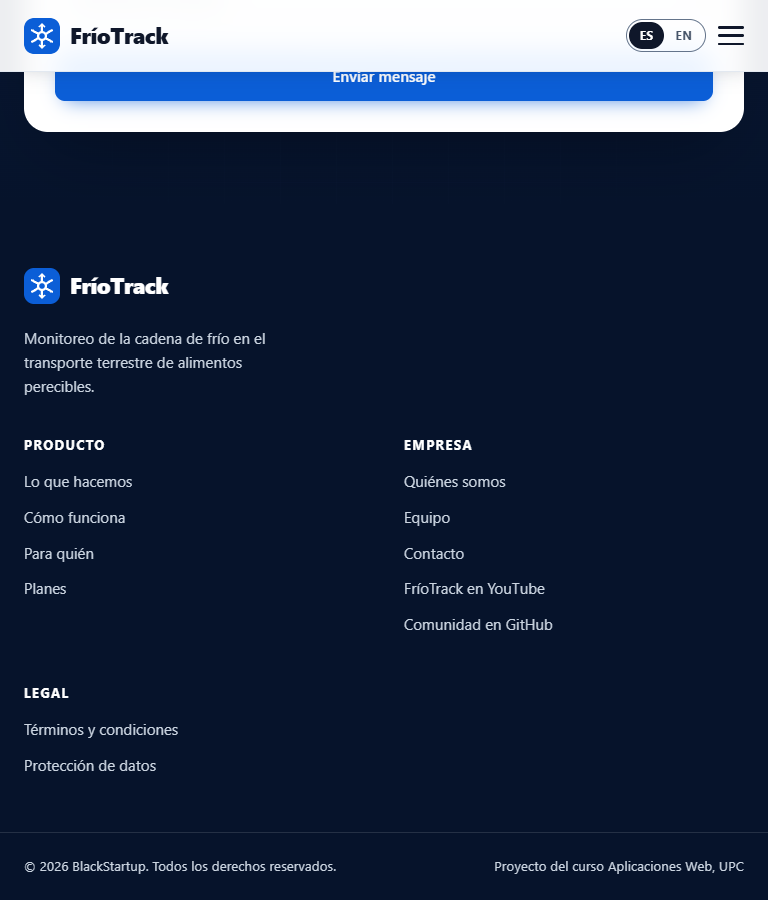 FríoTrack
ES EN
Enviar mensaje
FríoTrack
Monitoreo de la cadena de frío en el
transporte terrestre de alimentos
perecibles.
PRODUCTO
Lo que hacemos
Cómo funciona
Para quién
Planes
EMPRESA
Quiénes somos
Equipo
Contacto
FríoTrack en YouTube
Comunidad en GitHub
LEGAL
Términos y condiciones
Protección de datos
© 2026 BlackStartup. Todos los derechos reservados.
Proyecto del curso Aplicaciones Web, UPC